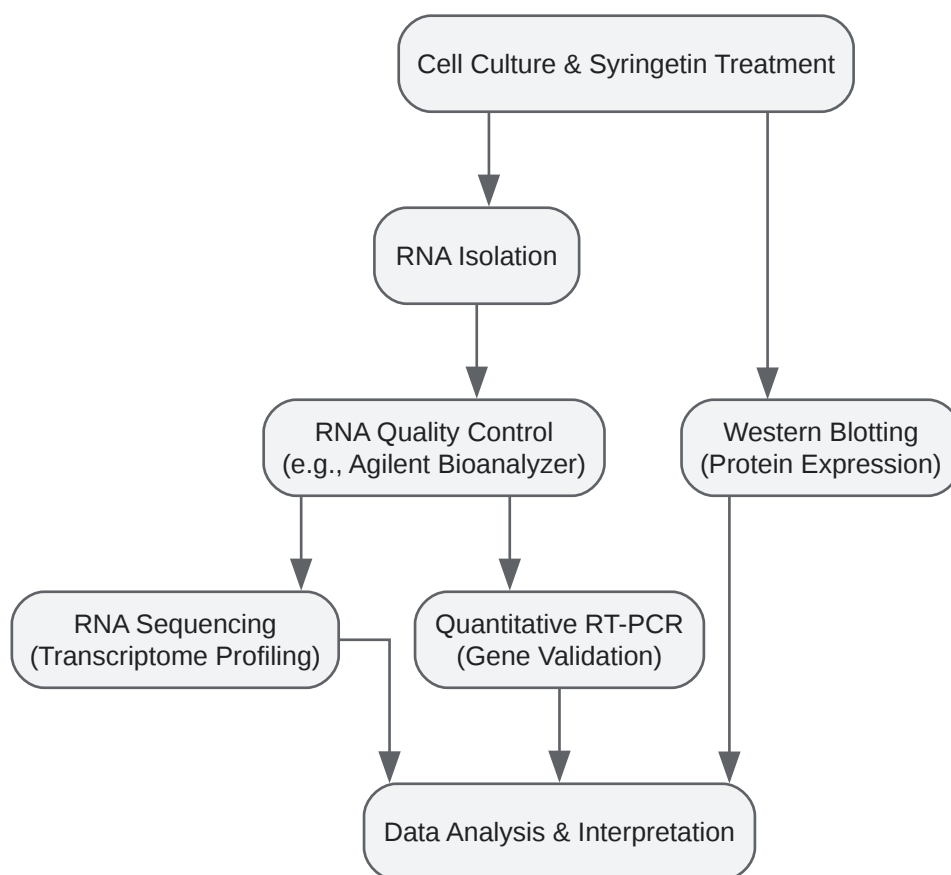 Cell Culture & Syringetin Treatment
RNA Isolation
RNA Quality Control
(e.g., Agilent Bioanalyzer)
Western Blotting
(Protein Expression)
RNA Sequencing
(Transcriptome Profiling)
Quantitative RT-PCR
(Gene Validation)
Data Analysis & Interpretation